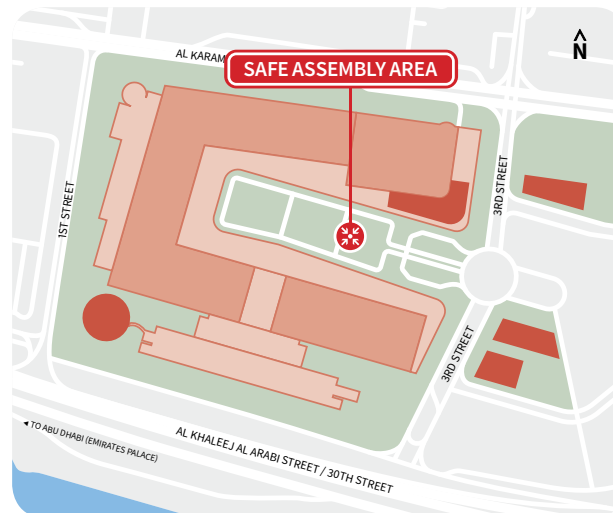 AL KARAM
SAFE ASSEMBLY AREA
N
1ST STREET
3RD STREET
3RD STREET
◄ TO ABU DHABI (EMIRATES PALACE)
AL KHALEEJ AL ARABI STREET / 30TH STREET